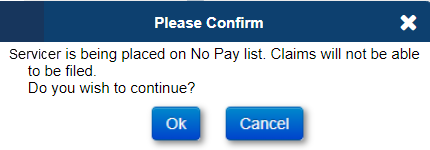 Please Confirm
Servicer is being placed on No Pay list. Claims will not be able
to be filed.
Do you wish to continue?
Ok Cancel